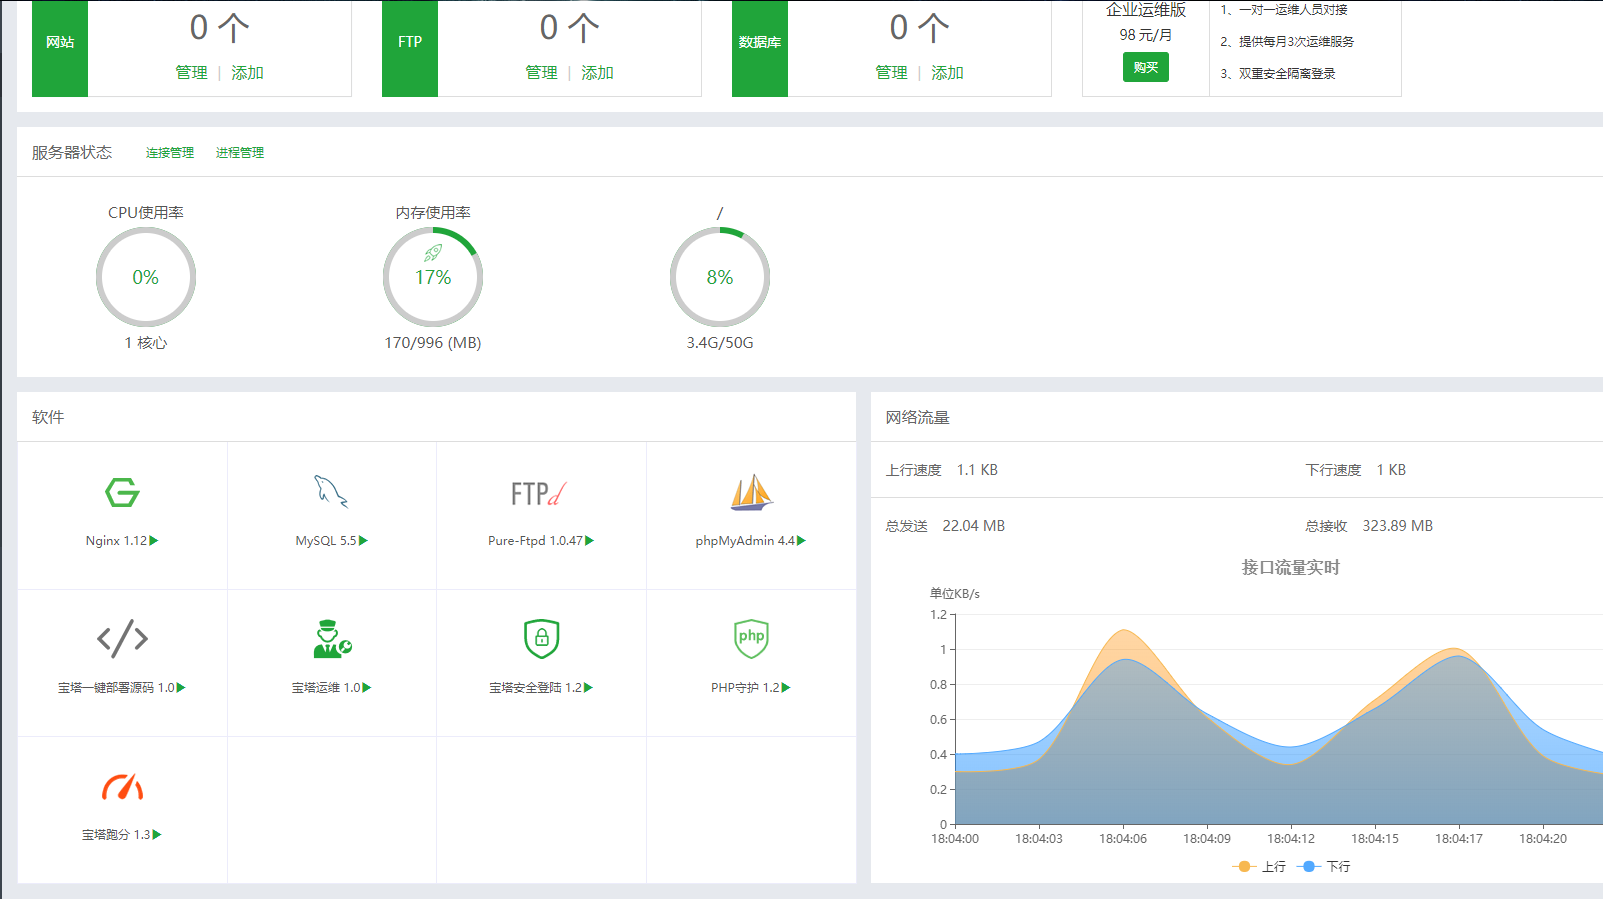 网站
0 个
管理 | 添加
FTP
0 个
管理 | 添加
数据库
0 个
管理 | 添加
企业运维版
98 元/月
购买
1、一对一运维人员对接
2、提供每月3次运维服务
3、双重安全隔离登录
服务器状态 连接管理 进程管理
CPU使用率
0%
1 核心
内存使用率
17%
170/996 (MB)
/
8%
3.4G/50G
软件
Nginx 1.12
MySQL 5.5
FTPd
Pure-Ftpd 1.0.47
phpMyAdmin 4.4
</>
宝塔一键部署源码 1.0
宝塔运维 1.0
宝塔安全登陆 1.2
php
PHP守护 1.2
宝塔跑分 1.3
网络流量
上行速度 1.1 KB
下行速度 1 KB
总发送 22.04 MB
总接收 323.89 MB
接口流量实时
单位KB/s
1.2
1
0.8
0.6
0.4
0.2
0
18:04:00 18:04:03 18:04:06 18:04:09 18:04:12 18:04:15 18:04:17 18:04:20
上行 下行